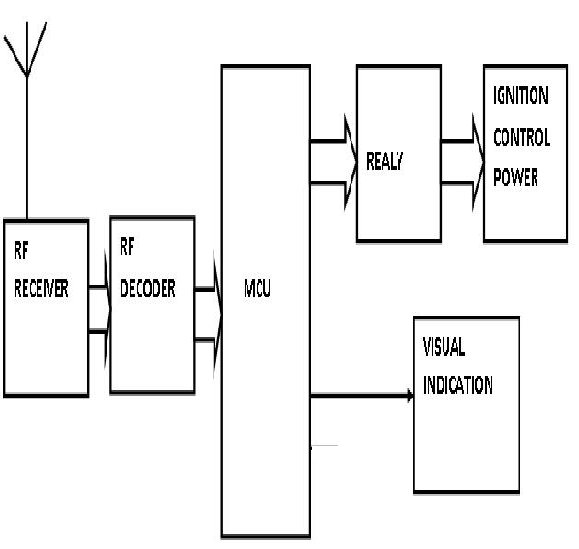 RF
RECEIVER
RF
DECODER
MCU
REALY
IGNITION
CONTROL
POWER
VISUAL
INDICATION